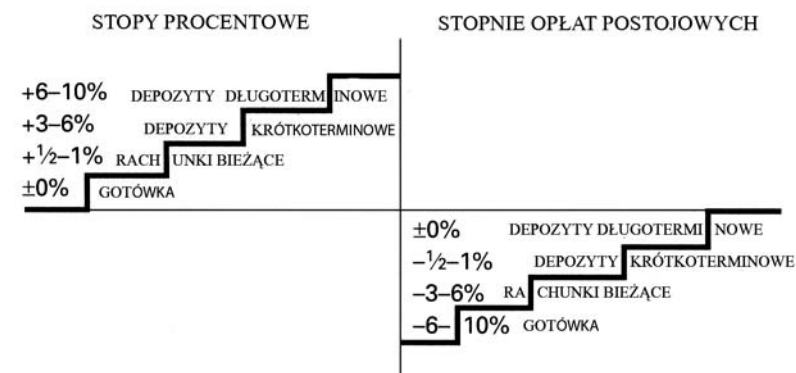 STOPY PROCENTOWE
+6–10% DEPOZYTY DŁUGOTERMINOWE
+3–6% DEPOZYTY KRÓTKOTERMINOWE
+½–1% RACHUNKI BIEŻĄCE
±0% GOTÓWKA
STOPNIE OPŁAT POSTOJOWYCH
±0% DEPOZYTY DŁUGOTERMINOWE
–½–1% DEPOZYTY KRÓTKOTERMINOWE
–3–6% RACHUNKI BIEŻĄCE
–6–10% GOTÓWKA